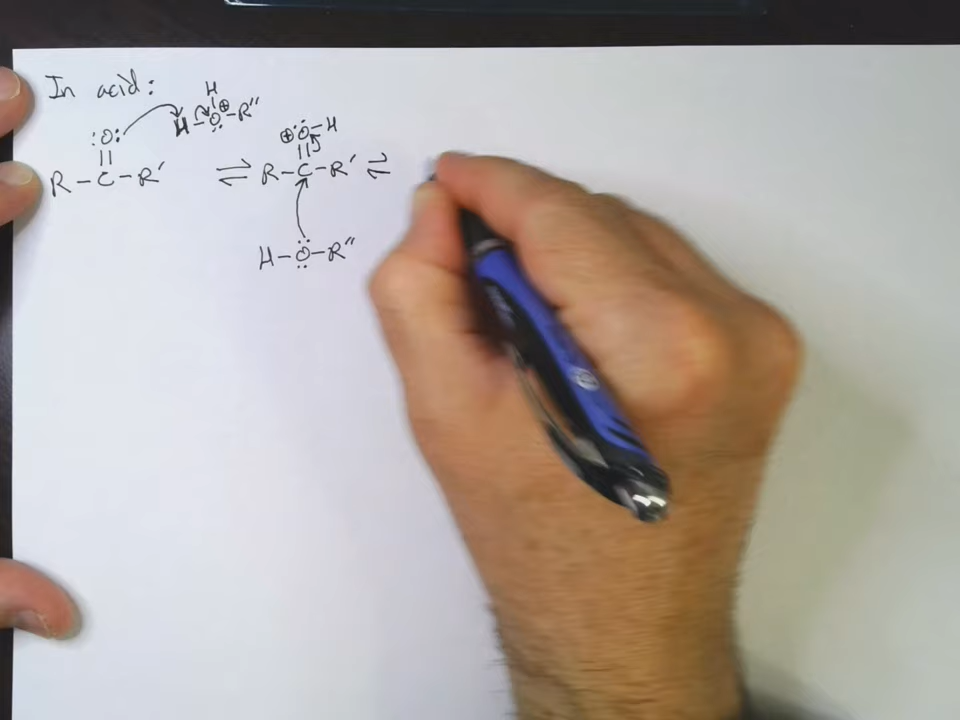 In acid:
H
:O: H-O⊕-R″
R-C-R′ ⇌ R-C-R′ ⇌
⊕O-H
H-O-R″